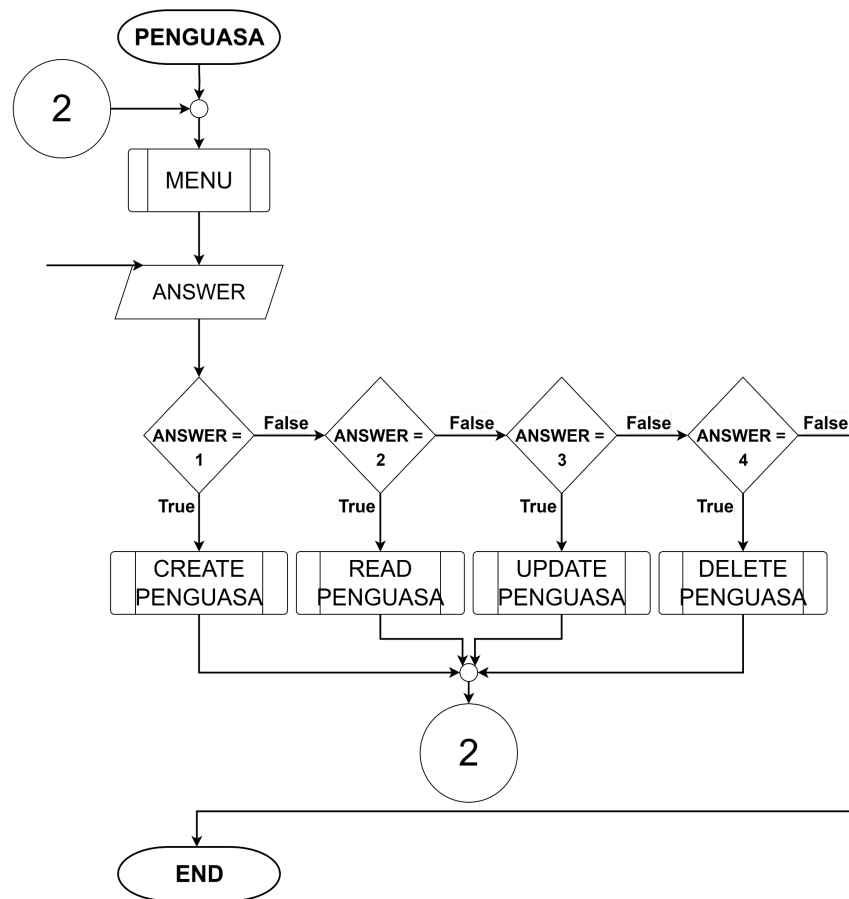 PENGUASA
2
MENU
ANSWER
ANSWER =
1
False
ANSWER =
2
False
ANSWER =
3
False
ANSWER =
4
False
True
True
True
True
CREATE
PENGUASA
READ
PENGUASA
UPDATE
PENGUASA
DELETE
PENGUASA
2
END